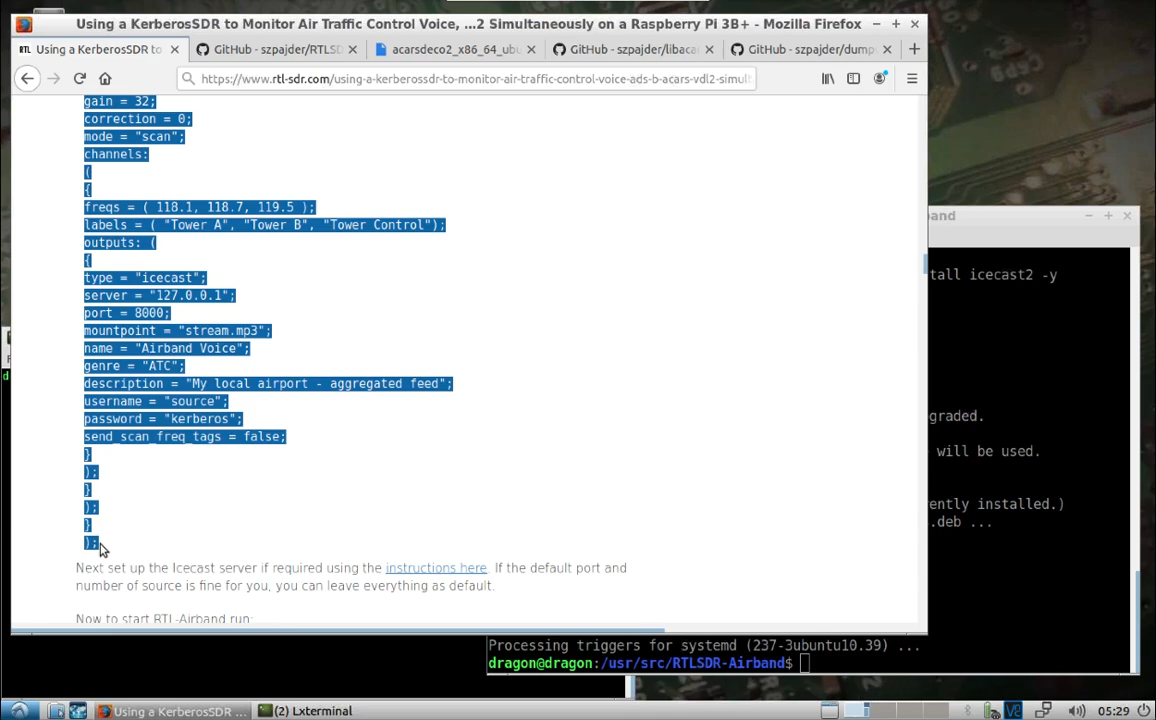 Using a KerberosSDR to Monitor Air Traffic Control Voice, ...2 Simultaneously on a Raspberry Pi 3B+ - Mozilla Firefox
RTL Using a KerberosSDR to
GitHub - szpajder/RTLSD
acarsdeco2_x86_64_ubu
GitHub - szpajder/libacar
GitHub - szpajder/dump
https://www.rtl-sdr.com/using-a-kerberossdr-to-monitor-air-traffic-control-voice-ads-b-acars-vdl2-simult
gain = 32;
correction = 0;
mode = "scan";
channels:
(
{
freqs = ( 118.1, 118.7, 119.5 );
labels = ( "Tower A", "Tower B", "Tower Control");
outputs: (
{
type = "icecast";
server = "127.0.0.1";
port = 8000;
mountpoint = "stream.mp3";
name = "Airband Voice";
genre = "ATC";
description = "My local airport - aggregated feed";
username = "source";
password = "kerberos";
send_scan_freq_tags = false;
}
);
}
);
}
);
Next set up the Icecast server if required using the instructions here. If the default port and
number of source is fine for you, you can leave everything as default.
Now to start RTL-Airband run:
and
tall icecast2 -y
graded.
will be used.
ently installed.)
.deb ...
Processing triggers for systemd (237-3ubuntu10.39) ...
dragon@dragon:/usr/src/RTLSDR-Airband$
Using a KerberosSDR ...
(2) Lxterminal
05:29